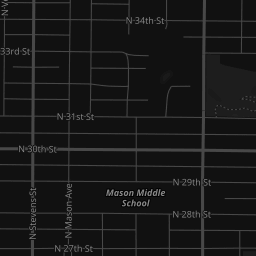 N 34th St
33rd St
N 31st St
N 30th St
N 29th St
Mason Middle
School
N 28th St
N Stevens St
N Mason Ave
N 27th St